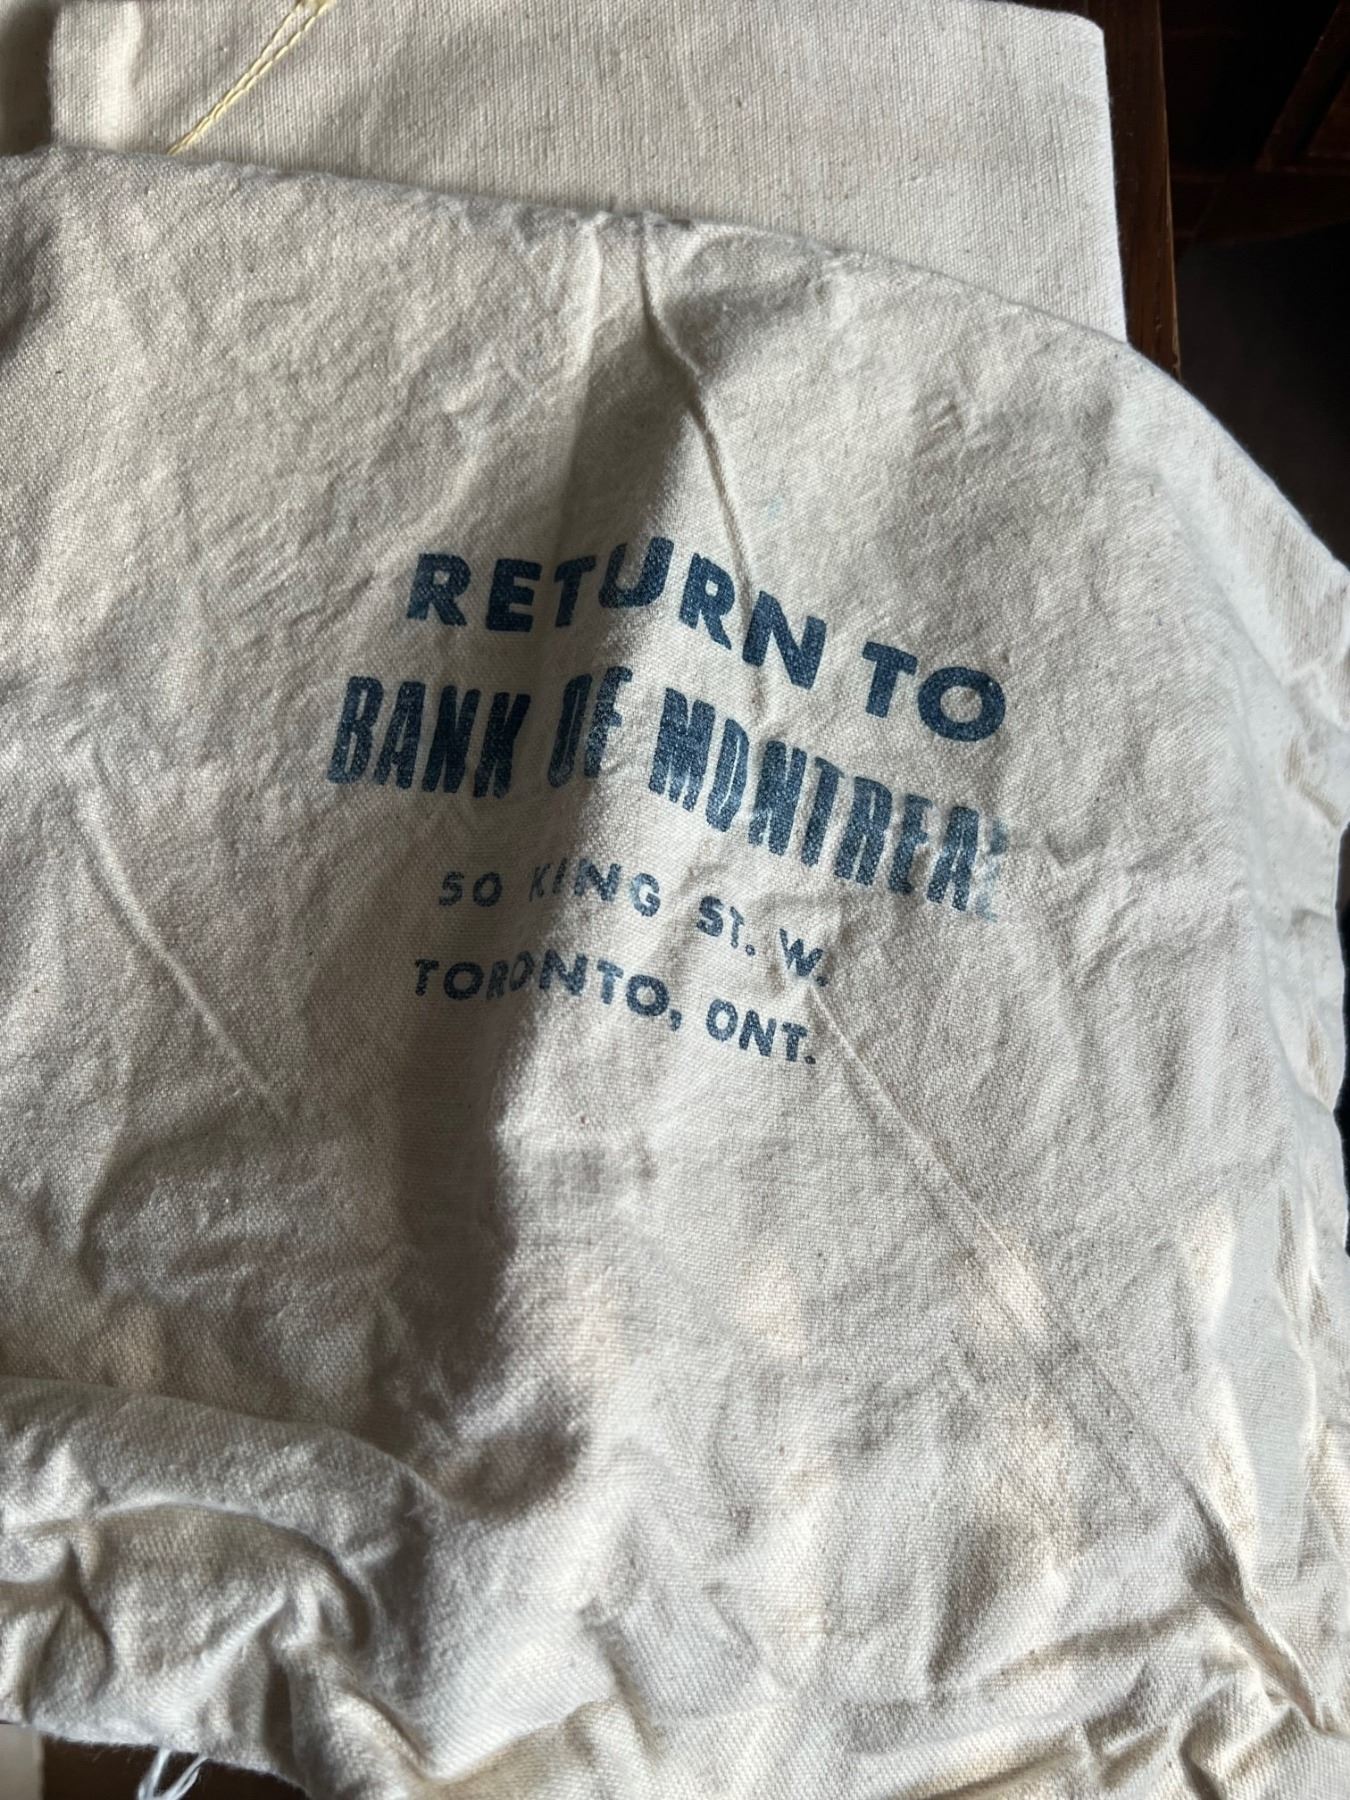 RETURN TO
BANK OF MONTREAL
50 KING ST. W.
TORONTO, ONT.